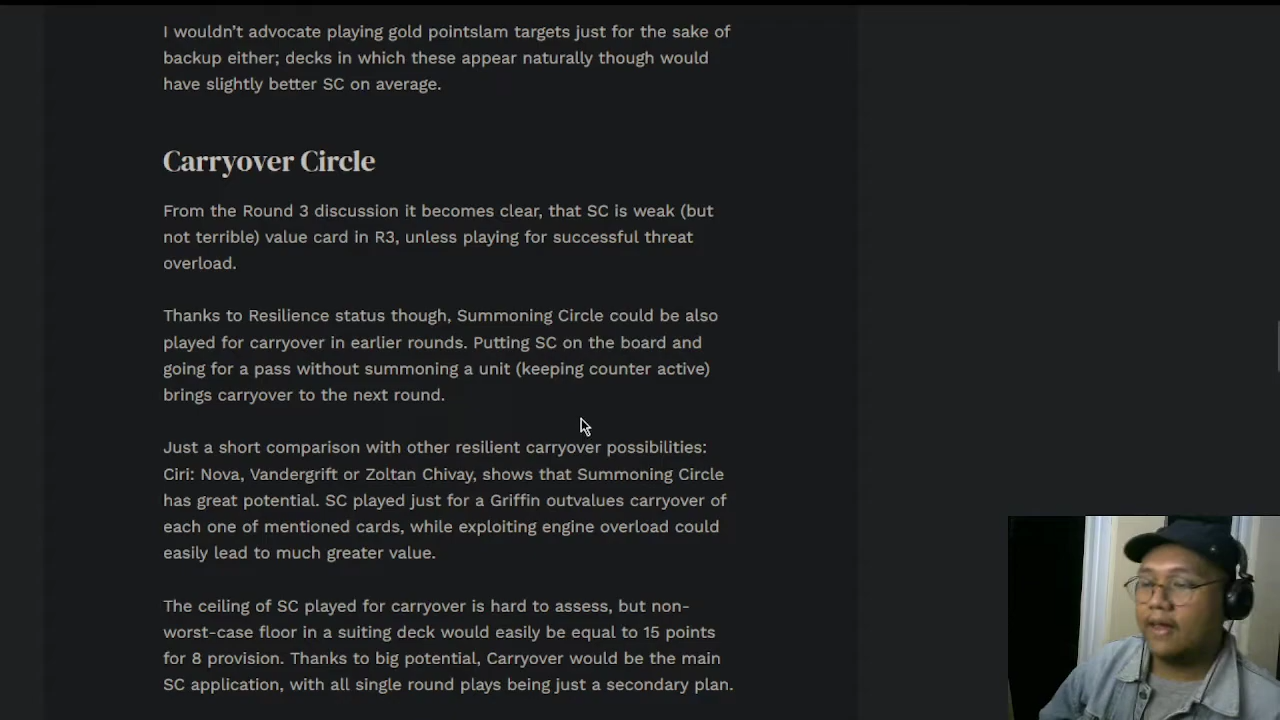 I wouldn’t advocate playing gold pointslam targets just for the sake of
backup either; decks in which these appear naturally though would
have slightly better SC on average.
Carryover Circle
From the Round 3 discussion it becomes clear, that SC is weak (but
not terrible) value card in R3, unless playing for successful threat
overload.
Thanks to Resilience status though, Summoning Circle could be also
played for carryover in earlier rounds. Putting SC on the board and
going for a pass without summoning a unit (keeping counter active)
brings carryover to the next round.
Just a short comparison with other resilient carryover possibilities:
Ciri: Nova, Vandergrift or Zoltan Chivay, shows that Summoning Circle
has great potential. SC played just for a Griffin outvalues carryover of
each one of mentioned cards, while exploiting engine overload could
easily lead to much greater value.
The ceiling of SC played for carryover is hard to assess, but non-
worst-case floor in a suiting deck would easily be equal to 15 points
for 8 provision. Thanks to big potential, Carryover would be the main
SC application, with all single round plays being just a secondary plan.